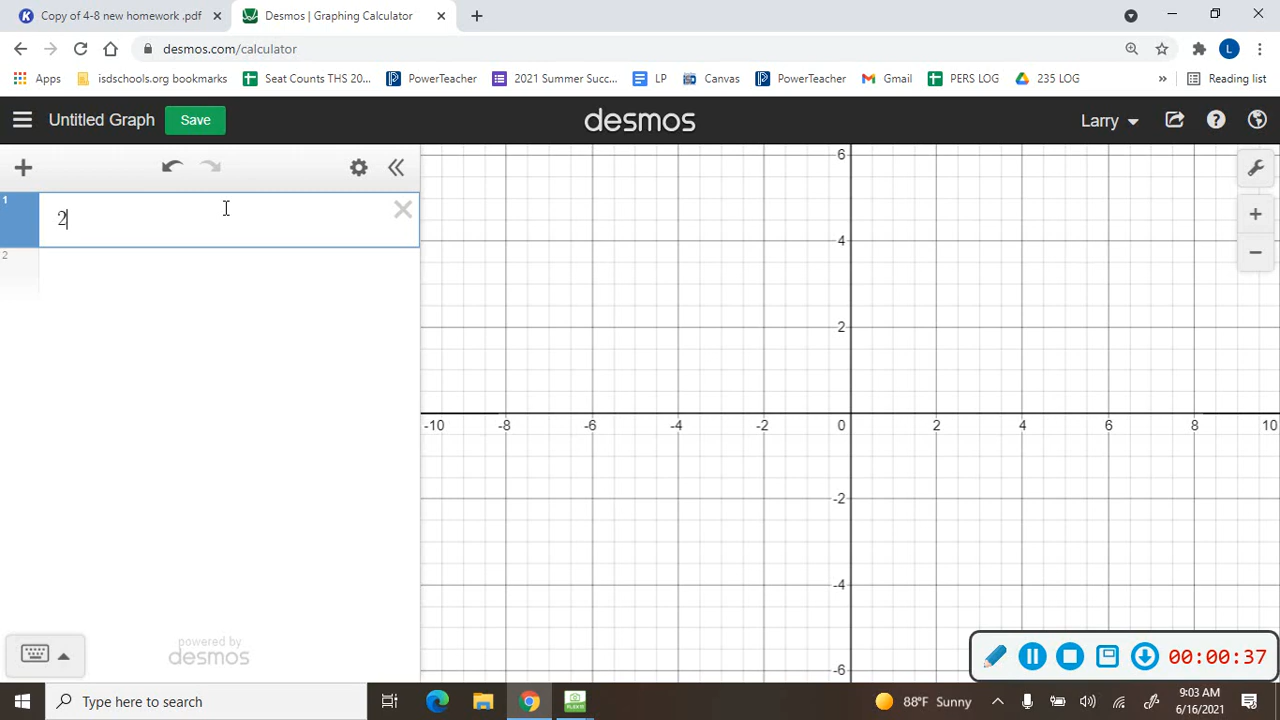 Copy of 4-8 new homework .pdf
Desmos | Graphing Calculator
desmos.com/calculator
L
Apps
isdschools.org bookmarks
Seat Counts THS 20...
PowerTeacher
2021 Summer Succ...
LP
Canvas
PowerTeacher
Gmail
PERS LOG
235 LOG
»
Reading list
Untitled Graph
Save
desmos
Larry
1
2
2
powered by
desmos
6
4
2
-10 -8 -6 -4 -2 0 2 4 6 8 10
-2
-4
-6
00:00:37
Type here to search
88°F Sunny
9:03 AM
6/16/2021